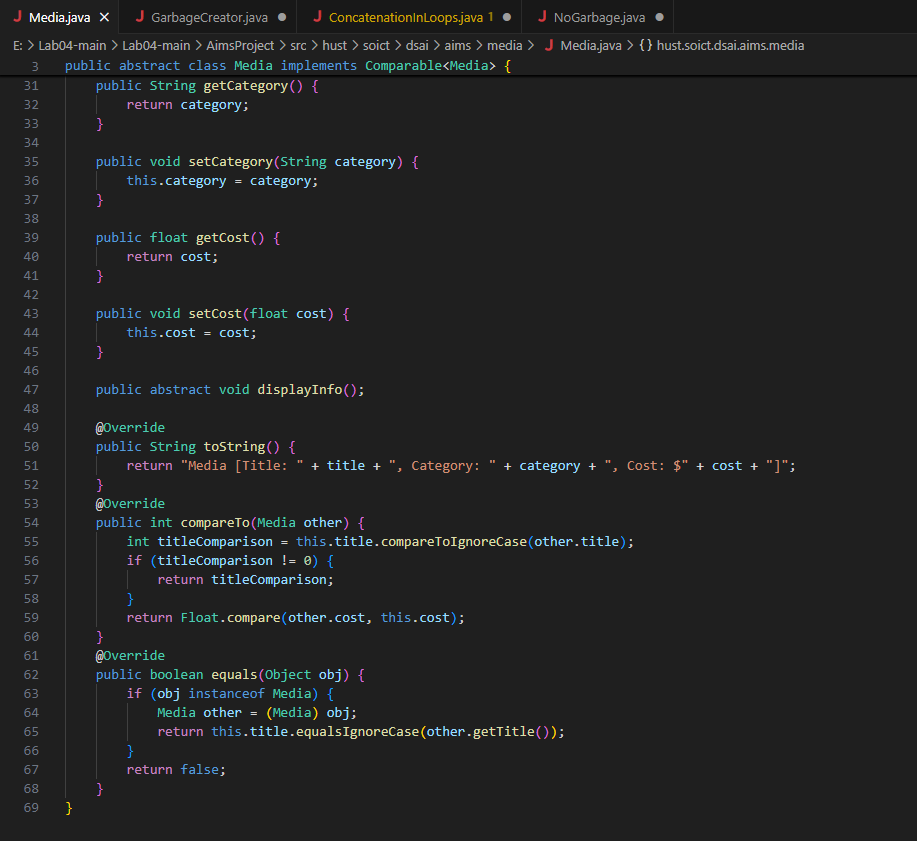 J Media.java × J GarbageCreator.java ● J ConcatenationInLoops.java 1 ● J NoGarbage.java ●
E: > Lab04-main > Lab04-main > AimsProject > src > hust > soict > dsai > aims > media > J Media.java > {} hust.soict.dsai.aims.media
3 public abstract class Media implements Comparable<Media> {
31     public String getCategory() {
32         return category;
33     }
34
35     public void setCategory(String category) {
36         this.category = category;
37     }
38
39     public float getCost() {
40         return cost;
41     }
42
43     public void setCost(float cost) {
44         this.cost = cost;
45     }
46
47     public abstract void displayInfo();
48
49     @Override
50     public String toString() {
51         return "Media [Title: " + title + ", Category: " + category + ", Cost: $" + cost + "]";
52     }
53     @Override
54     public int compareTo(Media other) {
55         int titleComparison = this.title.compareToIgnoreCase(other.title);
56         if (titleComparison != 0) {
57             return titleComparison;
58         }
59         return Float.compare(other.cost, this.cost);
60     }
61     @Override
62     public boolean equals(Object obj) {
63         if (obj instanceof Media) {
64             Media other = (Media) obj;
65             return this.title.equalsIgnoreCase(other.getTitle());
66         }
67         return false;
68     }
69 }